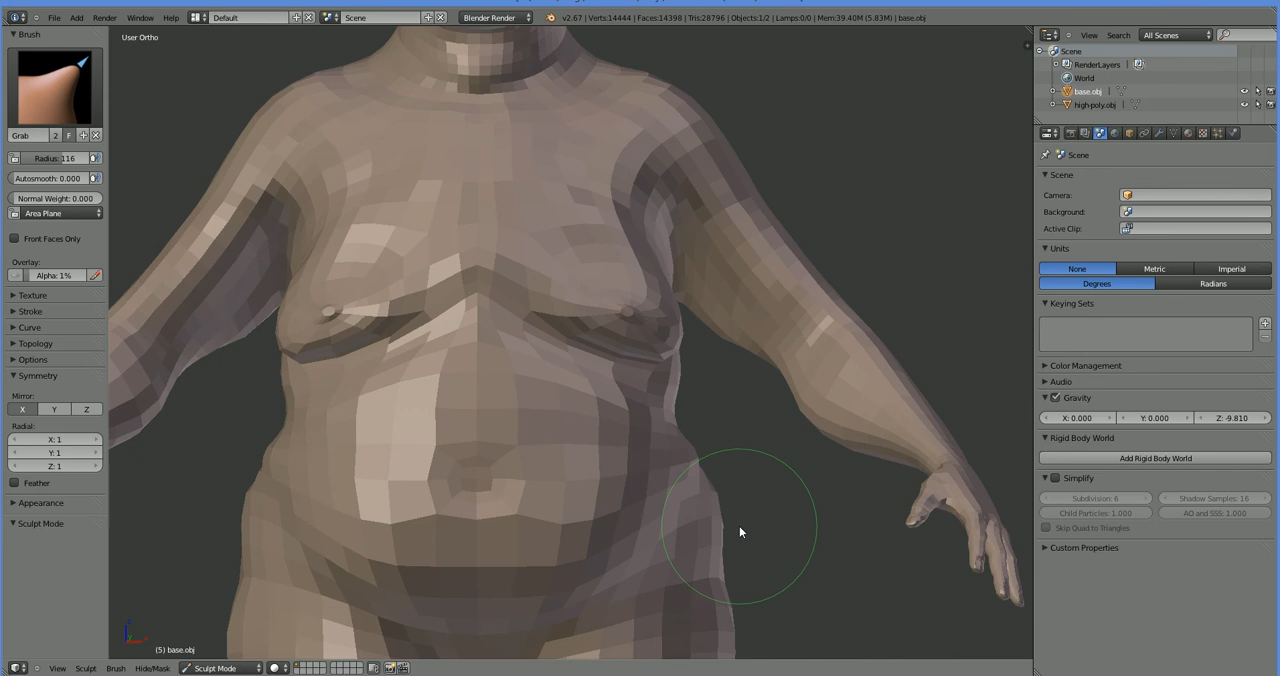 File Add Render Window Help Default Scene Blender Render v2.67 | Verts:14444 | Faces:14398 | Tris:28796 | Objects:1/2 | Lamps:0/0 | Mem:39.40M (5.83M) | base.obj
Brush
User Ortho
View Search All Scenes
Scene
RenderLayers
World
base.obj
high-poly.obj
Grab 2 F
Radius: 116
Autosmooth: 0.000
Normal Weight: 0.000
Area Plane
Front Faces Only
Overlay:
Alpha: 1%
Texture
Stroke
Curve
Topology
Options
Symmetry
Mirror:
X Y Z
Radial:
X: 1
Y: 1
Z: 1
Feather
Appearance
Sculpt Mode
Scene
Scene
Camera:
Background:
Active Clip:
Units
None Metric Imperial
Degrees Radians
Keying Sets
Color Management
Audio
Gravity
X: 0.000 Y: 0.000 Z: -9.810
Rigid Body World
Add Rigid Body World
Simplify
Subdivision: 6 Shadow Samples: 16
Child Particles: 1.000 AO and SSS: 1.000
Skip Quad to Triangles
Custom Properties
z
y x
(5) base.obj
View Sculpt Brush Hide/Mask Sculpt Mode